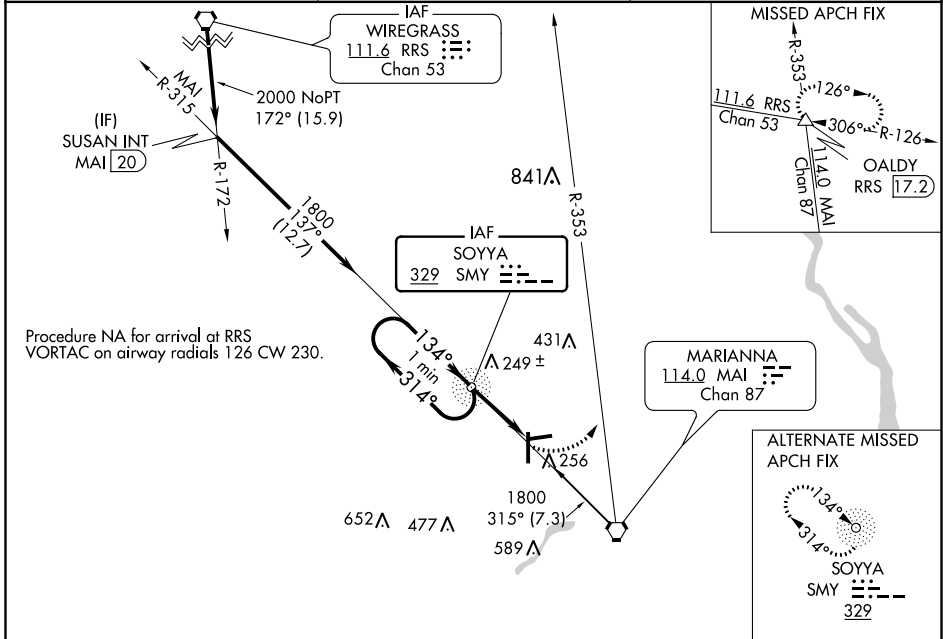 IAF
WIREGRASS
111.6 RRS
Chan 53
MAI
R-315
2000 NoPT
172° (15.9)
(IF)
SUSAN INT
MAI 20
R-172
1800
137°
(12.7)
841
R-353
IAF
SOYYA
329 SMY
Procedure NA for arrival at RRS
VORTAC on airway radials 126 CW 230.
134°
1 min
314°
431
249 ±
MARIANNA
114.0 MAI
Chan 87
256
1800
315° (7.3)
652
477
589
MISSED APCH FIX
R-353
126°
111.6 RRS
Chan 53
306°
R-126
114.0 MAI
Chan 87
OALDY
RRS 17.2
ALTERNATE MISSED
APCH FIX
134°
314°
SOYYA
SMY
329